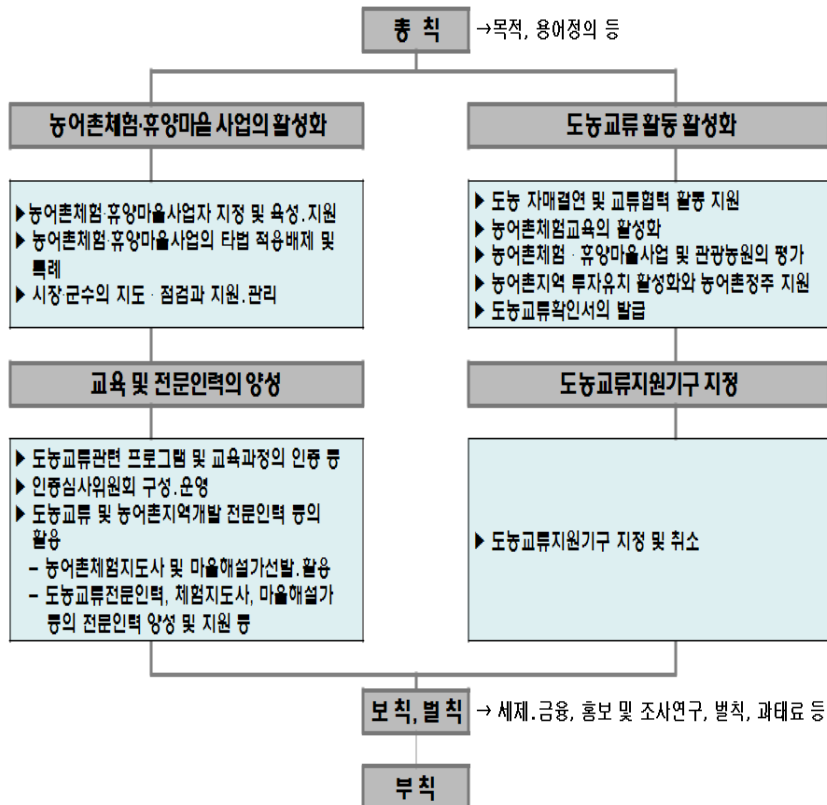 총 칙 →목적, 용어정의 등
농어촌체험·휴양마을 사업의 활성화
▶농어촌체험·휴양마을사업자 지정 및 육성.지원
▶ 농어촌체험·휴양마을사업의 타법 적용배제 및
특례
▶ 시장·군수의 지도 · 점검과 지원.관리
도농교류 활동 활성화
▶ 도농 자매결연 및 교류협력 활동 지원
▶ 농어촌체험교육의 활성화
▶ 농어촌체험 · 휴양마을사업 및 관광농원의 평가
▶ 농어촌지역 투자유치 활성화와 농어촌정주 지원
▶ 도농교류확인서의 발급
교육 및 전문인력의 양성
▶ 도농교류관련 프로그램 및 교육과정의 인증 등
▶ 인증심사위원회 구성.운영
▶ 도농교류 및 농어촌지역개발 전문인력 등의
활용
– 농어촌체험지도사 및 마을해설가선발.활용
– 도농교류전문인력, 체험지도사, 마을해설가
등의 전문인력 양성 및 지원 등
도농교류지원기구 지정
▶ 도농교류지원기구 지정 및 취소
보 칙, 벌 칙 → 세제.금융, 홍보 및 조사연구, 벌칙, 과태료 등
부 칙